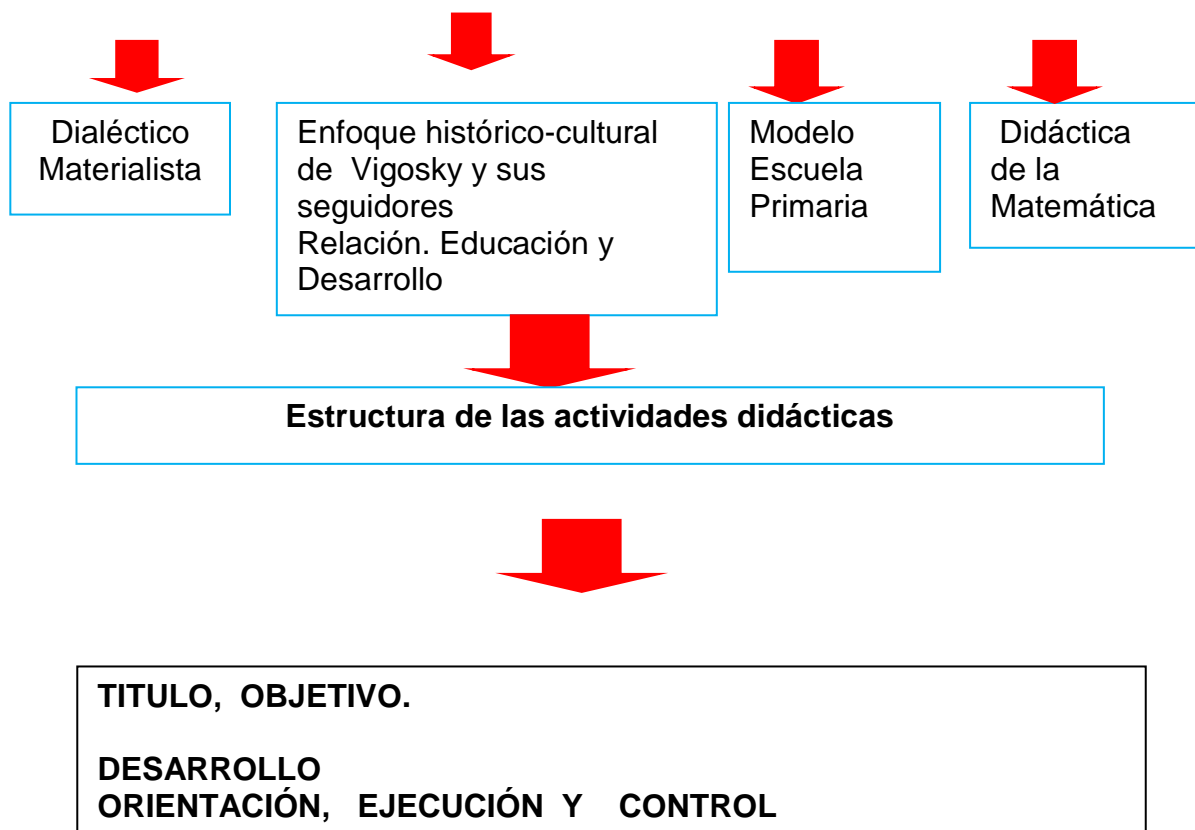 Dialéctico
Materialista
Enfoque histórico-cultural
de Vigosky y sus
seguidores
Relación. Educación y
Desarrollo
Modelo
Escuela
Primaria
Didáctica
de la
Matemática
Estructura de las actividades didácticas
TITULO, OBJETIVO.
DESARROLLO
ORIENTACIÓN, EJECUCIÓN Y CONTROL